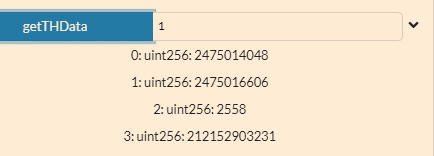 getTHData 1
0: uint256: 2475014048
1: uint256: 2475016606
2: uint256: 2558
3: uint256: 212152903231